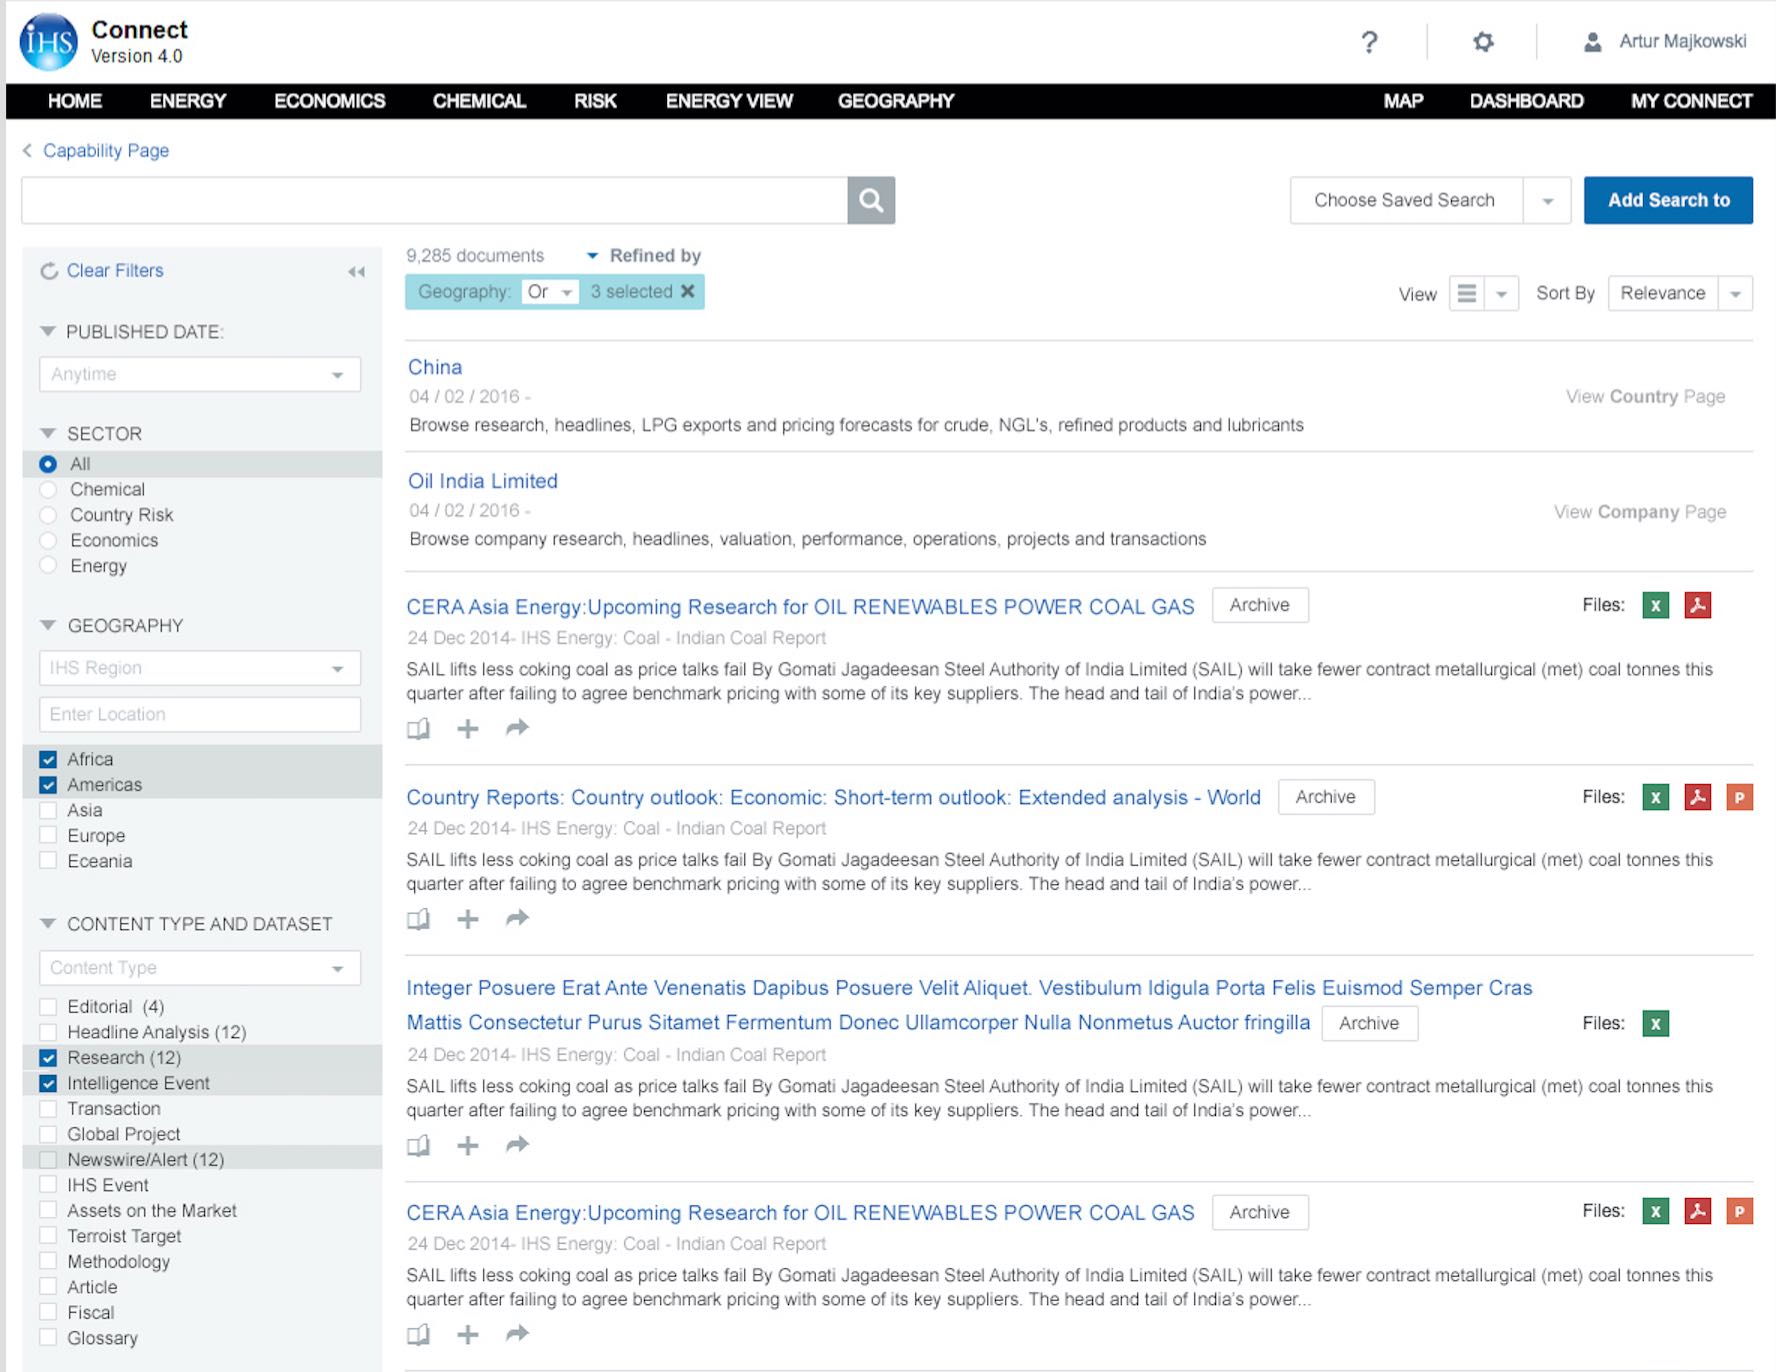 iHS Connect
Version 4.0
? Artur Majkowski
HOME ENERGY ECONOMICS CHEMICAL RISK ENERGY VIEW GEOGRAPHY MAP DASHBOARD MY CONNECT
Capability Page
Choose Saved Search Add Search to
Clear Filters
PUBLISHED DATE:
Anytime
SECTOR
All
Chemical
Country Risk
Economics
Energy
GEOGRAPHY
IHS Region
Enter Location
Africa
Americas
Asia
Europe
Eceania
CONTENT TYPE AND DATASET
Content Type
Editorial (4)
Headline Analysis (12)
Research (12)
Intelligence Event
Transaction
Global Project
Newswire/Alert (12)
IHS Event
Assets on the Market
Terroist Target
Methodology
Article
Fiscal
Glossary
9,285 documents Refined by
Geography: Or 3 selected
View Sort By Relevance
China
04 / 02 / 2016 -
View Country Page
Browse research, headlines, LPG exports and pricing forecasts for crude, NGL's, refined products and lubricants
Oil India Limited
04 / 02 / 2016 -
View Company Page
Browse company research, headlines, valuation, performance, operations, projects and transactions
CERA Asia Energy:Upcoming Research for OIL RENEWABLES POWER COAL GAS Archive Files: X
24 Dec 2014- IHS Energy: Coal - Indian Coal Report
SAIL lifts less coking coal as price talks fail By Gomati Jagadeesan Steel Authority of India Limited (SAIL) will take fewer contract metallurgical (met) coal tonnes this
quarter after failing to agree benchmark pricing with some of its key suppliers. The head and tail of India's power...
Country Reports: Country outlook: Economic: Short-term outlook: Extended analysis - World Archive Files: X P
24 Dec 2014- IHS Energy: Coal - Indian Coal Report
SAIL lifts less coking coal as price talks fail By Gomati Jagadeesan Steel Authority of India Limited (SAIL) will take fewer contract metallurgical (met) coal tonnes this
quarter after failing to agree benchmark pricing with some of its key suppliers. The head and tail of India's power...
Integer Posuere Erat Ante Venenatis Dapibus Posuere Velit Aliquet. Vestibulum Idigula Porta Felis Euismod Semper Cras
Mattis Consectetur Purus Sitamet Fermentum Donec Ullamcorper Nulla Nonmetus Auctor fringilla Archive Files: X
24 Dec 2014- IHS Energy: Coal - Indian Coal Report
SAIL lifts less coking coal as price talks fail By Gomati Jagadeesan Steel Authority of India Limited (SAIL) will take fewer contract metallurgical (met) coal tonnes this
quarter after failing to agree benchmark pricing with some of its key suppliers. The head and tail of India's power...
CERA Asia Energy:Upcoming Research for OIL RENEWABLES POWER COAL GAS Archive Files: X P
24 Dec 2014- IHS Energy: Coal - Indian Coal Report
SAIL lifts less coking coal as price talks fail By Gomati Jagadeesan Steel Authority of India Limited (SAIL) will take fewer contract metallurgical (met) coal tonnes this
quarter after failing to agree benchmark pricing with some of its key suppliers. The head and tail of India's power...